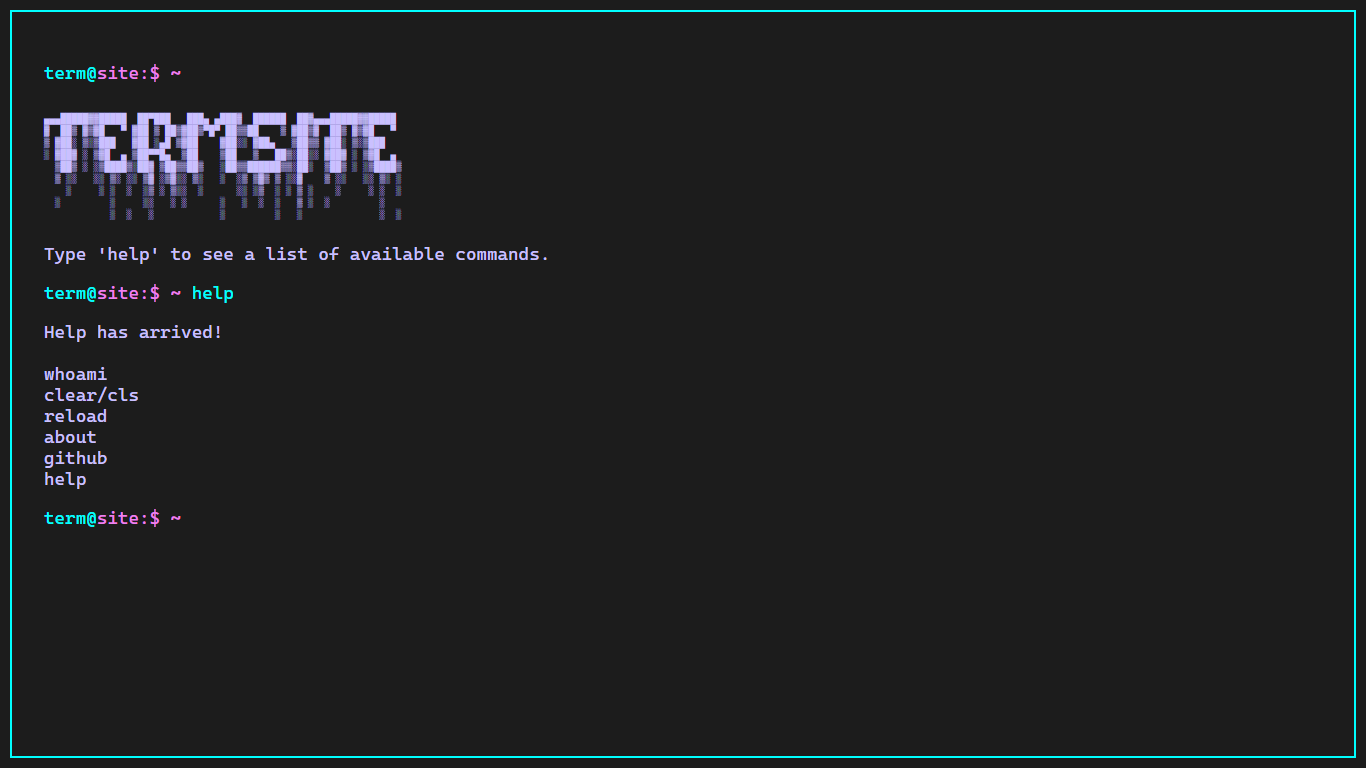 term@site:$ ~
TERMSITE
Type 'help' to see a list of available commands.
term@site:$ ~ help
Help has arrived!
whoami
clear/cls
reload
about
github
help
term@site:$ ~